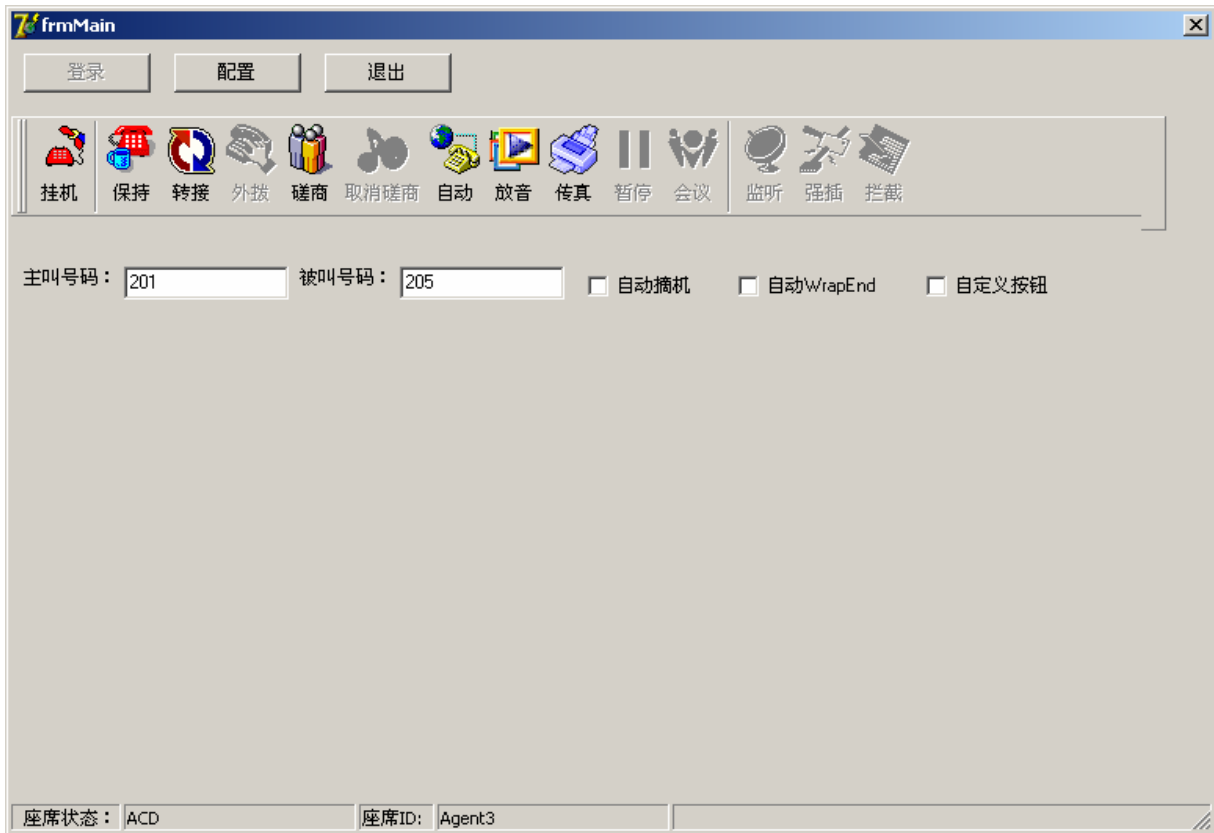 frmMain
登录 配置 退出
挂机 保持 转接 外拨 磋商 取消磋商 自动 放音 传真 暂停 会议 监听 强插 拦截
主叫号码： 201 被叫号码： 205 自动摘机 自动WrapEnd 自定义按钮
座席状态： ACD 座席ID: Agent3